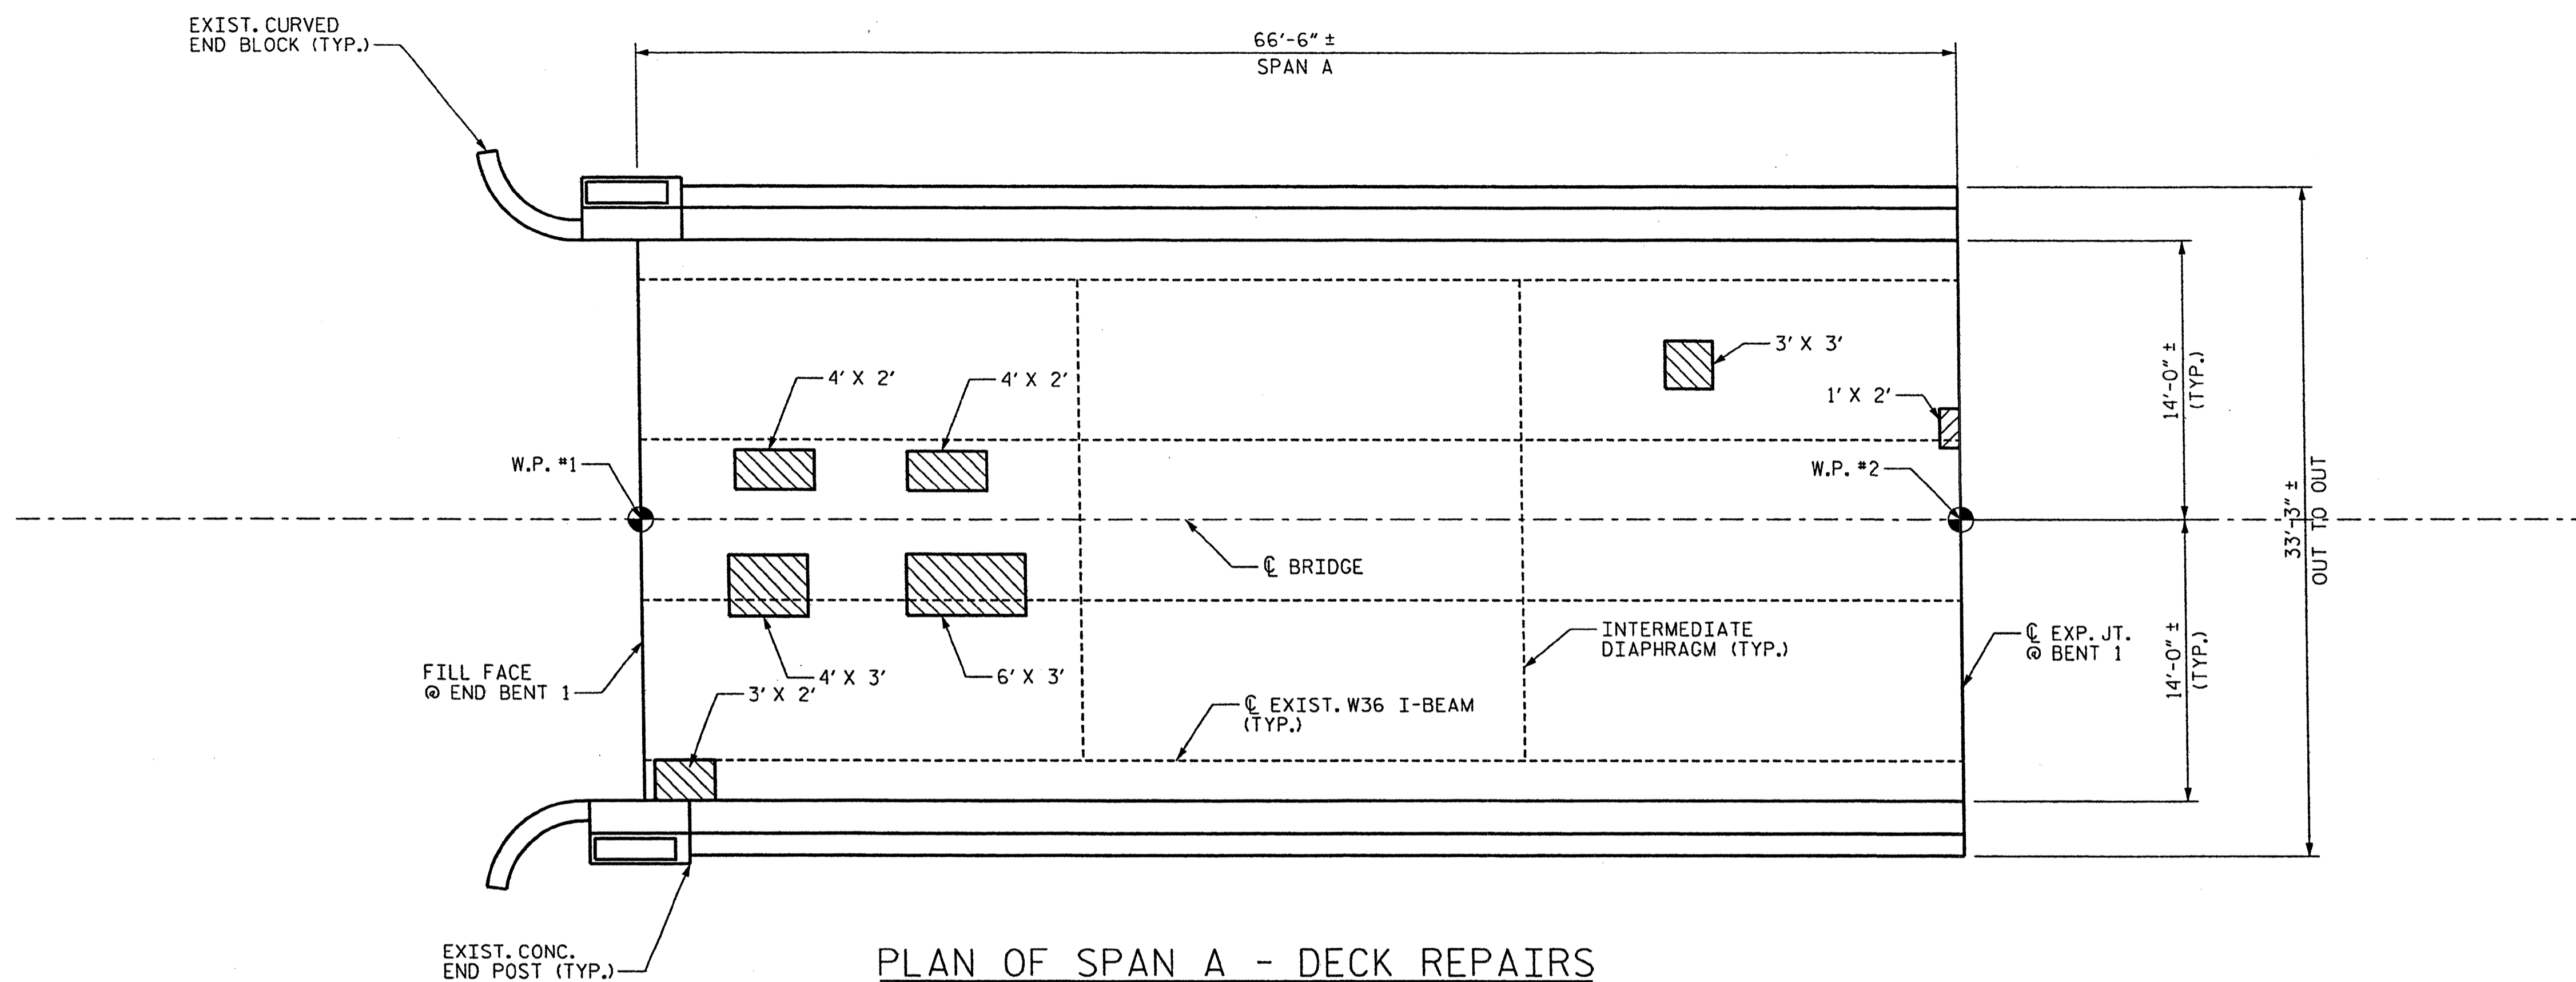 EXIST. CURVED
END BLOCK (TYP.)
66'-6" ±
SPAN A
3' X 3'
4' X 2'
4' X 2'
1' X 2'
14'-0" ±
(TYP.)
W.P. #1
W.P. #2
33'-3" ±
OUT TO OUT
℄ BRIDGE
INTERMEDIATE
DIAPHRAGM (TYP.)
℄ EXP. JT.
@ BENT 1
14'-0" ±
(TYP.)
FILL FACE
@ END BENT 1
4' X 3'
6' X 3'
3' X 2'
℄ EXIST. W36 I-BEAM
(TYP.)
EXIST. CONC.
END POST (TYP.)
PLAN OF SPAN A - DECK REPAIRS